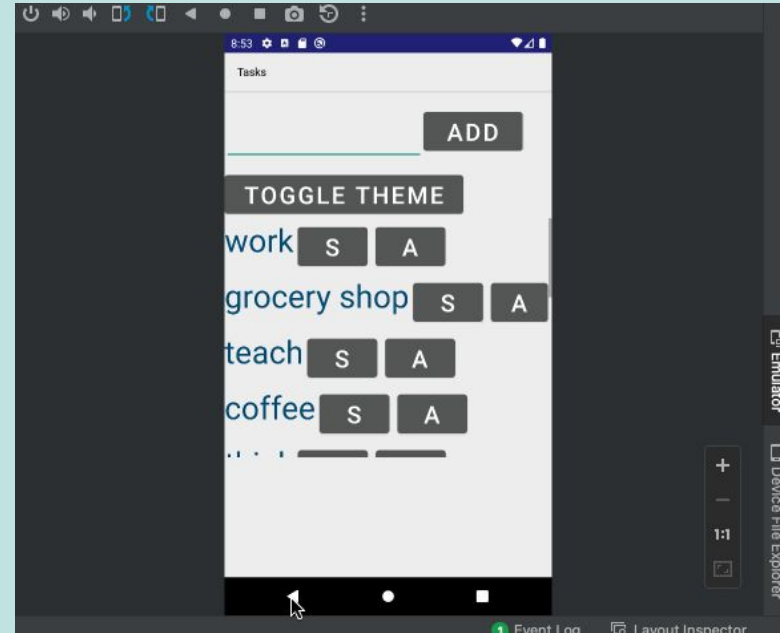 8:53
Tasks
ADD
TOGGLE THEME
work S A
grocery shop S A
teach S A
coffee S A
1:1
Emulator
Device File Explorer
1 Event Log Layout Inspector